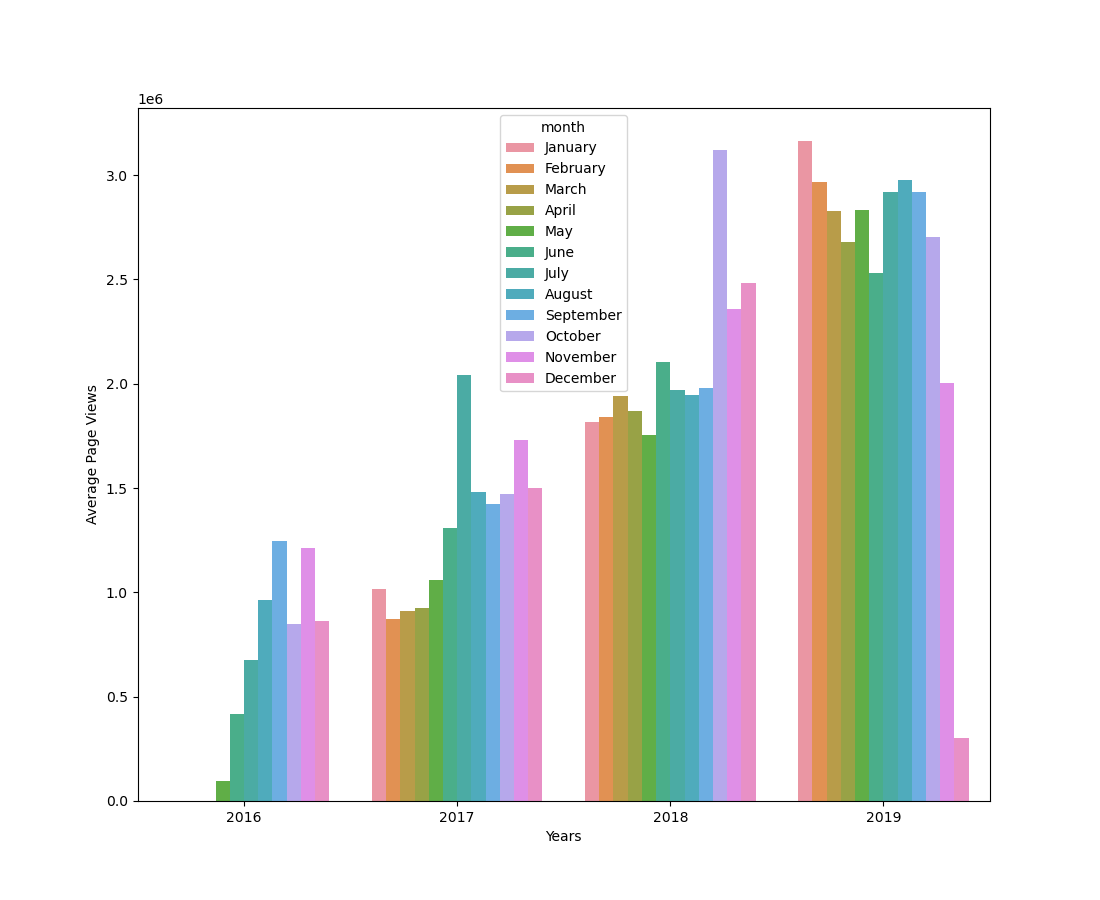 1e6
month
January
February
March
April
May
June
July
August
September
October
November
December
3.0
2.5
2.0
1.5
1.0
0.5
0.0
Average Page Views
2016 2017 2018 2019
Years